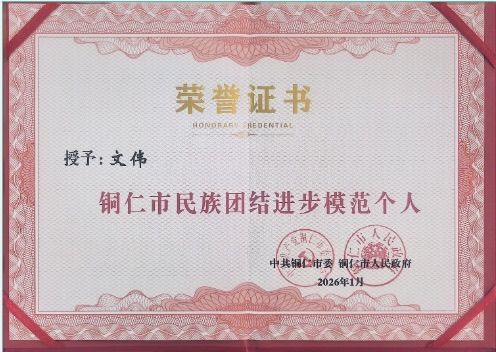 荣誉证书
HONORARY CREDENTIAL
授予：文伟
铜仁市民族团结进步模范个人
中共铜仁市委 铜仁市人民政府
2026年1月